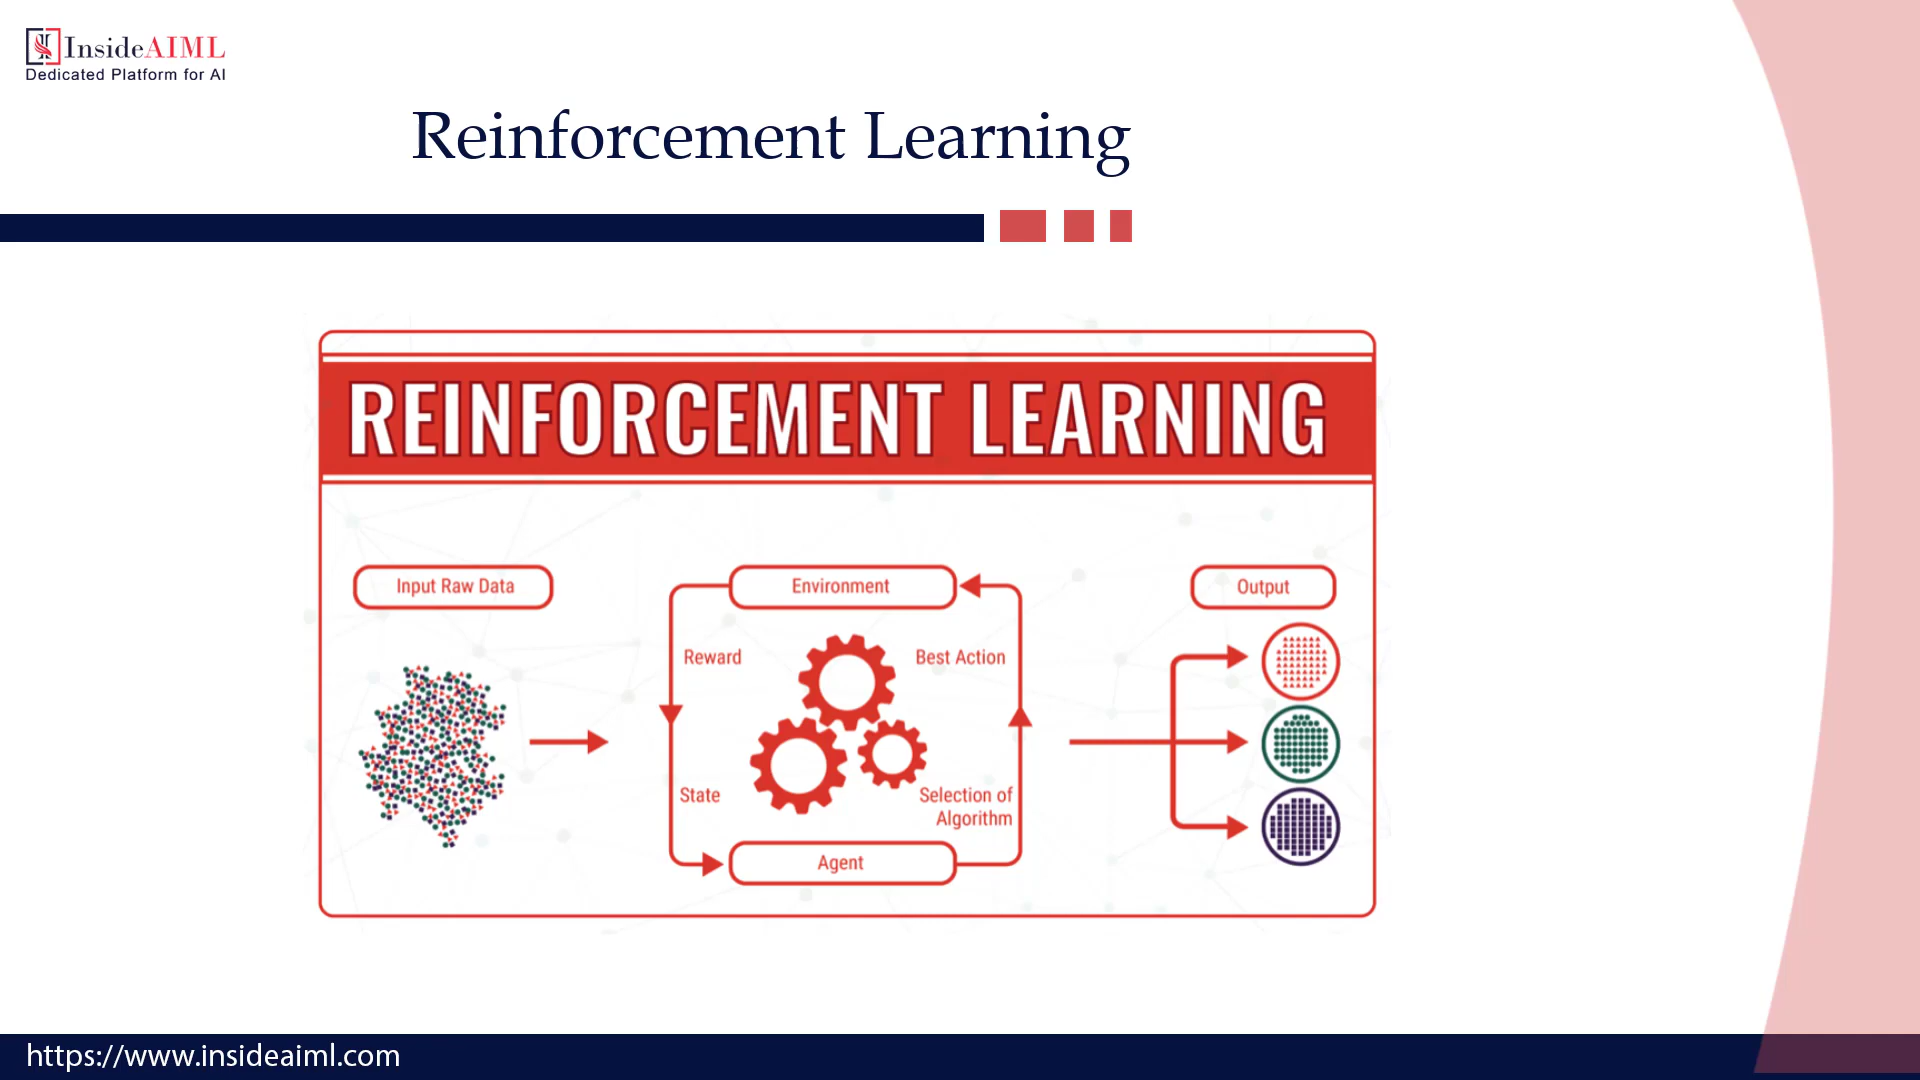 InsideAIML
Dedicated Platform for AI
Reinforcement Learning
REINFORCEMENT LEARNING
Input Raw Data
Environment
Output
Reward
Best Action
State
Selection of
Algorithm
Agent
https://www.insideaiml.com